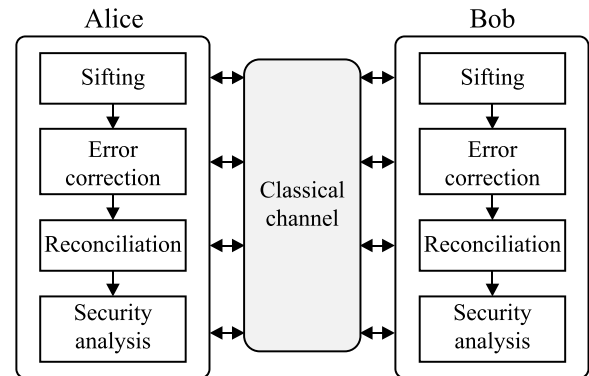 Alice
Bob
Sifting
Error
correction
Reconciliation
Security
analysis
Classical
channel
Sifting
Error
correction
Reconciliation
Security
analysis